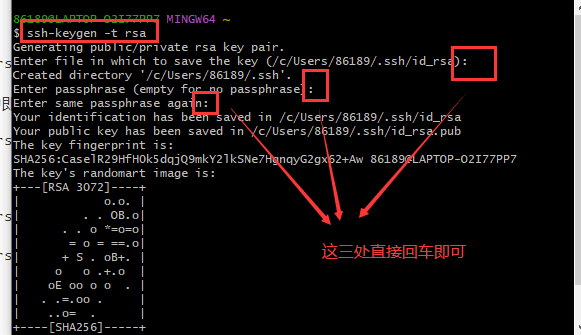 86189@LAPTOP-O2I77PP7 MINGW64 ~
$ ssh-keygen -t rsa
Generating public/private rsa key pair.
Enter file in which to save the key (/c/Users/86189/.ssh/id_rsa):
Created directory '/c/Users/86189/.ssh'.
Enter passphrase (empty for no passphrase):
Enter same passphrase again:
Your identification has been saved in /c/Users/86189/.ssh/id_rsa
Your public key has been saved in /c/Users/86189/.ssh/id_rsa.pub
The key fingerprint is:
SHA256:CaselR29HfHOk5dqjQ9mkY2lkSNe7HgnqyG2gx62+Aw 86189@LAPTOP-O2I77PP7
The key's randomart image is:
+---[RSA 3072]----+
|             o.o. |
|          . . OB.o|
|       . . o *=o=o|
|        = o = ==.o|
|       + S . oB+. |
|      o   o .+.o  |
|     oE oo o o  . |
|    . .=.oo .     |
|     ..o=  .      |
+----[SHA256]-----+
这三处直接回车即可